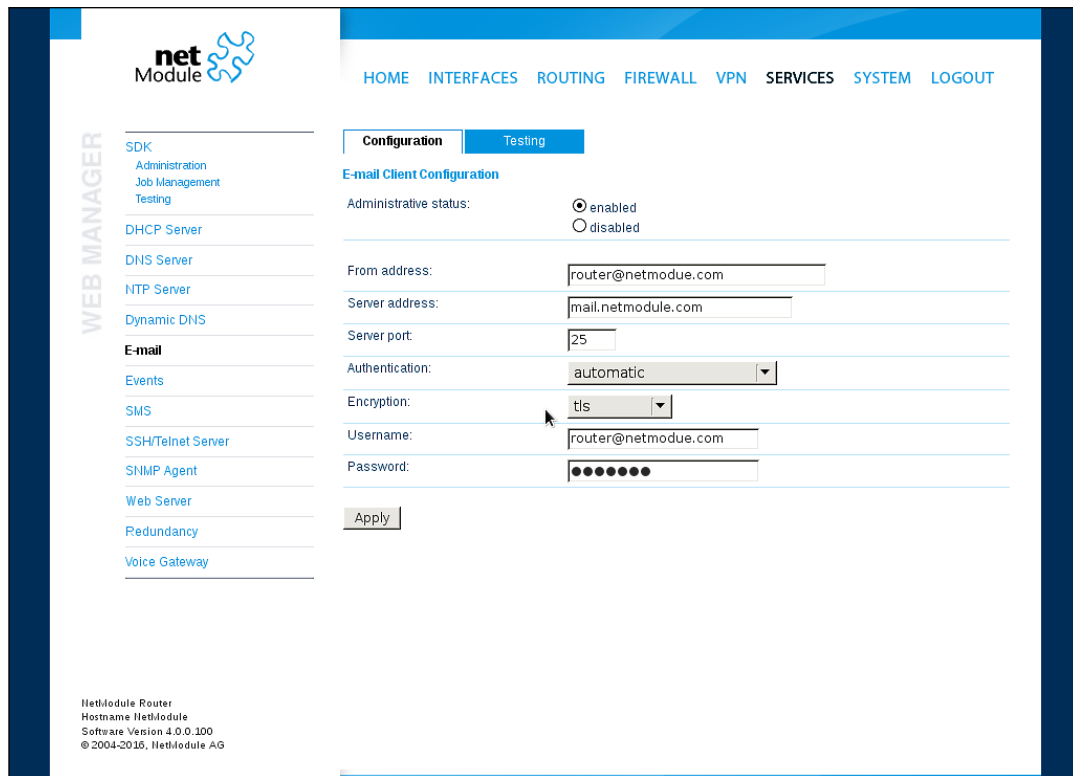 net
Module
HOME INTERFACES ROUTING FIREWALL VPN SERVICES SYSTEM LOGOUT
WEB MANAGER
SDK
Administration
Job Management
Testing
DHCP Server
DNS Server
NTP Server
Dynamic DNS
E-mail
Events
SMS
SSH/Telnet Server
SNMP Agent
Web Server
Redundancy
Voice Gateway
Configuration Testing
E-mail Client Configuration
Administrative status: enabled
disabled
From address: router@netmodue.com
Server address: mail.netmodule.com
Server port: 25
Authentication: automatic
Encryption: tls
Username: router@netmodue.com
Password: ●●●●●●●
Apply
NetModule Router
Hostname NetModule
Software Version 4.0.0.100
© 2004-2016, NetModule AG